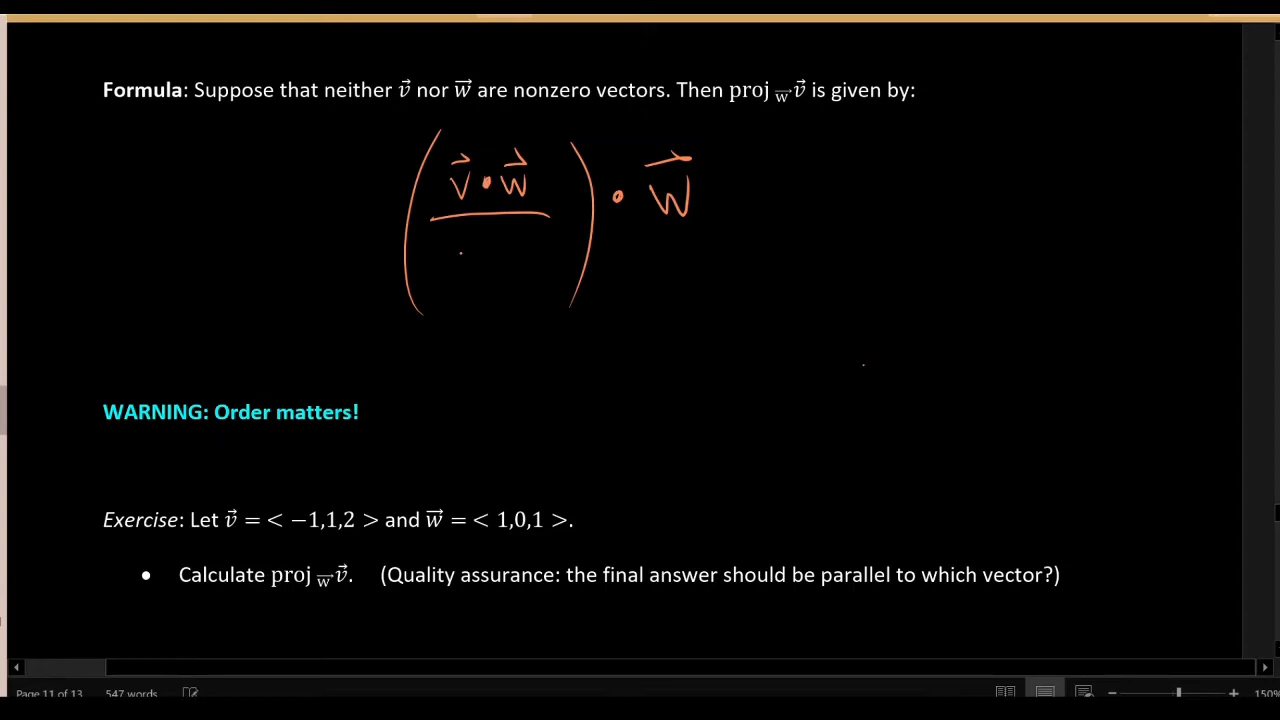 Formula: Suppose that neither v⃗ nor w⃗ are nonzero vectors. Then proj w⃗ v⃗ is given by:
( v⃗ • w⃗ / ) • w⃗
WARNING: Order matters!
Exercise: Let v⃗ = < −1,1,2 > and w⃗ = < 1,0,1 >.
• Calculate proj w⃗ v⃗. (Quality assurance: the final answer should be parallel to which vector?)
Page 11 of 13 547 words 150%